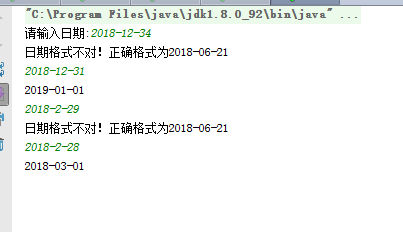 "C:\Program Files\java\jdk1.8.0_92\bin\java" ...
请输入日期:2018-12-34
日期格式不对！正确格式为2018-06-21
2018-12-31
2019-01-01
2018-2-29
日期格式不对！正确格式为2018-06-21
2018-2-28
2018-03-01